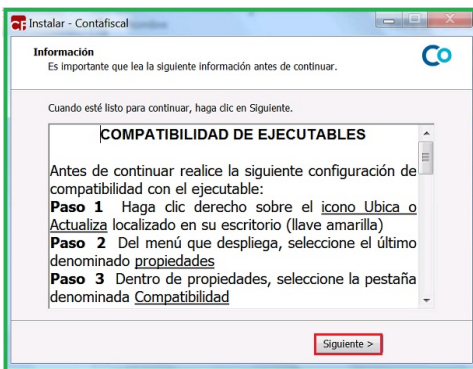 CF Instalar - Contafiscal
Información
Es importante que lea la siguiente información antes de continuar.
CO
Cuando esté listo para continuar, haga clic en Siguiente.
COMPATIBILIDAD DE EJECUTABLES
Antes de continuar realice la siguiente configuración de
compatibilidad con el ejecutable:
Paso 1 Haga clic derecho sobre el icono Ubica o
Actualiza localizado en su escritorio (llave amarilla)
Paso 2 Del menú que despliega, seleccione el último
denominado propiedades
Paso 3 Dentro de propiedades, seleccione la pestaña
denominada Compatibilidad
Siguiente >